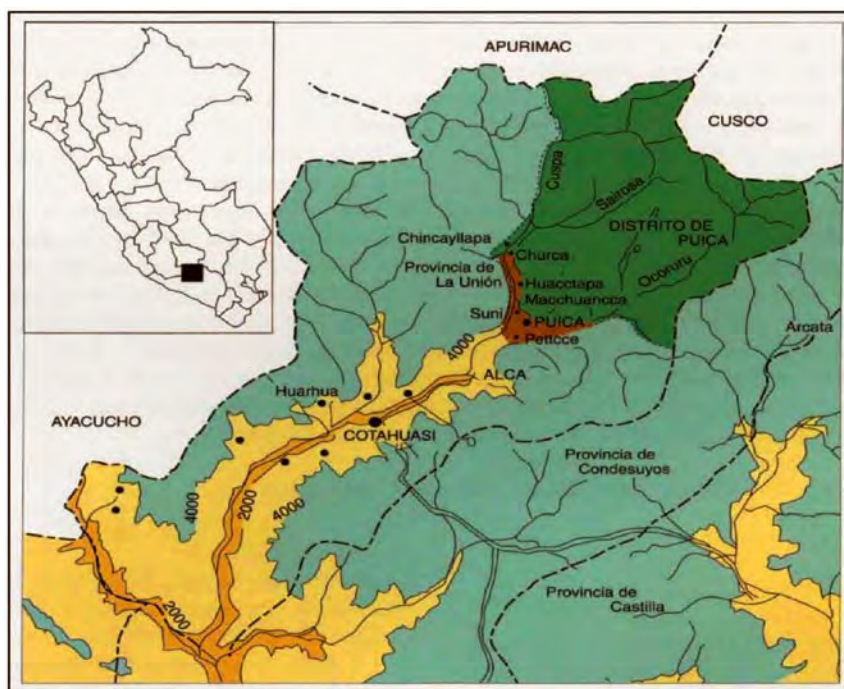 APURIMAC
CUSCO
Cuspa
Sairosa
DISTRITO DE
PUICA
Chincayllapa
Churca
Provincia de
La Unión
Huacctapa
Maochuancca
Ocoruru
Suni
PUICA
Pettcce
Arcata
4000
ALCA
Huarhua
AYACUCHO
COTAHUASI
Provincia de
Condesuyos
4000
2000
4000
Provincia de
Castilla
2000